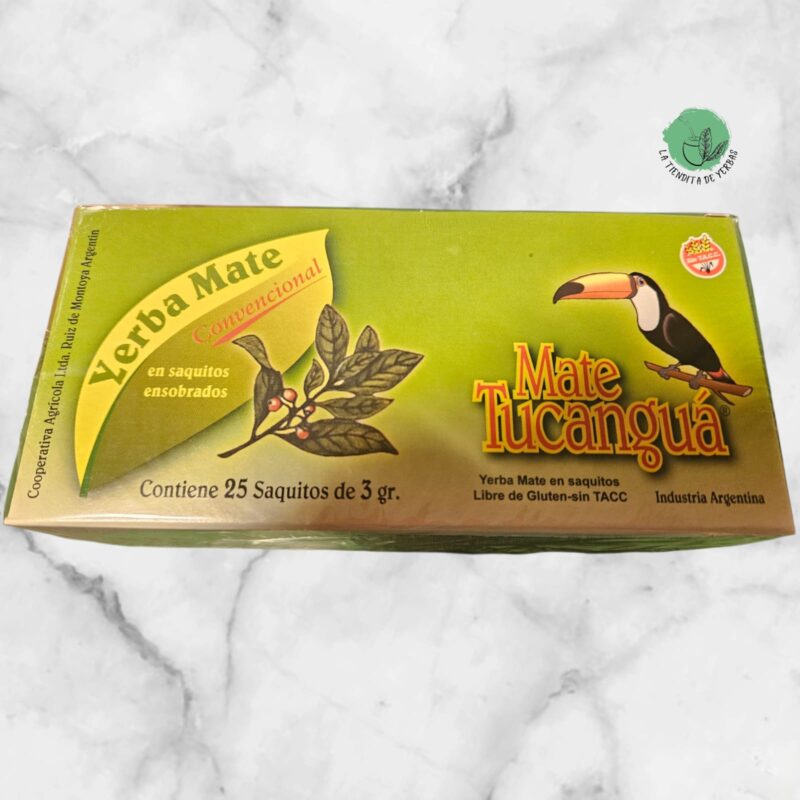 LA TIENDITA DE YERBAS
Cooperativa Agrícola Ltda. Ruiz de Montoya Argentin
Yerba Mate
Convencional
en saquitos
ensobrados
Contiene 25 Saquitos de 3 gr.
Sin T.A.C.C.
Mate
Tucanguá®
Yerba Mate en saquitos
Libre de Gluten-sin TACC
Industria Argentina